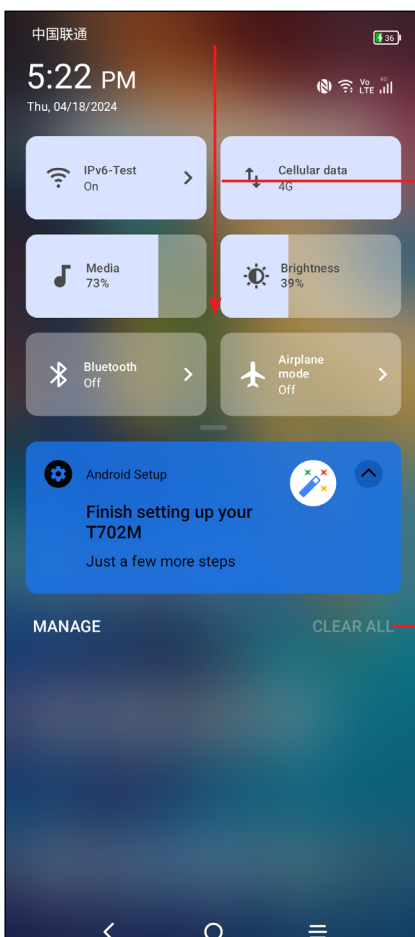 中国联通
36
5:22 PM
Thu, 04/18/2024
Vo LTE 4G
IPv6-Test
On
Cellular data
4G
Media
73%
Brightness
39%
Bluetooth
Off
Airplane
mode
Off
Android Setup
Finish setting up your
T702M
Just a few more steps
MANAGE
CLEAR ALL